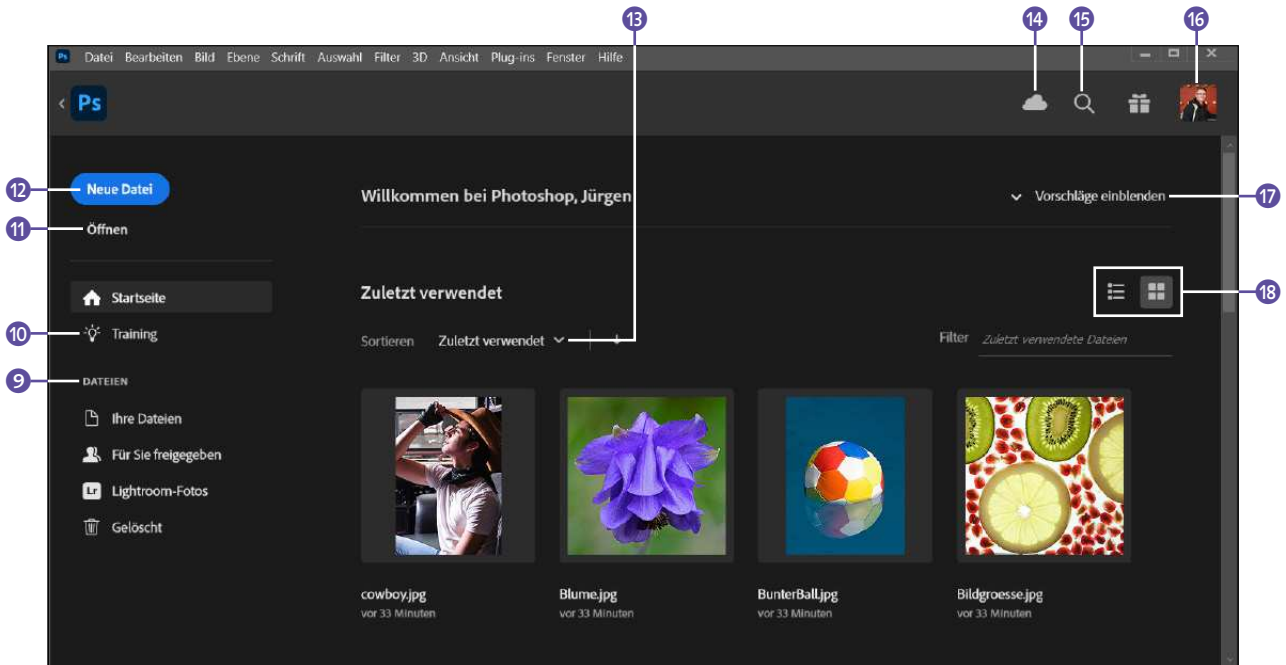 13 14 15 16
Ps Datei Bearbeiten Bild Ebene Schrift Auswahl Filter 3D Ansicht Plug-ins Fenster Hilfe
Ps
12 Neue Datei Willkommen bei Photoshop, Jürgen Vorschläge einblenden 17
11 Öffnen
Startseite Zuletzt verwendet 18
10 Training Sortieren Zuletzt verwendet Filter Zuletzt verwendete Dateien
9 DATEIEN
Ihre Dateien
Für Sie freigegeben
Lr Lightroom-Fotos
Gelöscht
cowboy.jpg Blume.jpg BunterBall.jpg Bildgroesse.jpg
vor 33 Minuten vor 33 Minuten vor 33 Minuten vor 33 Minuten